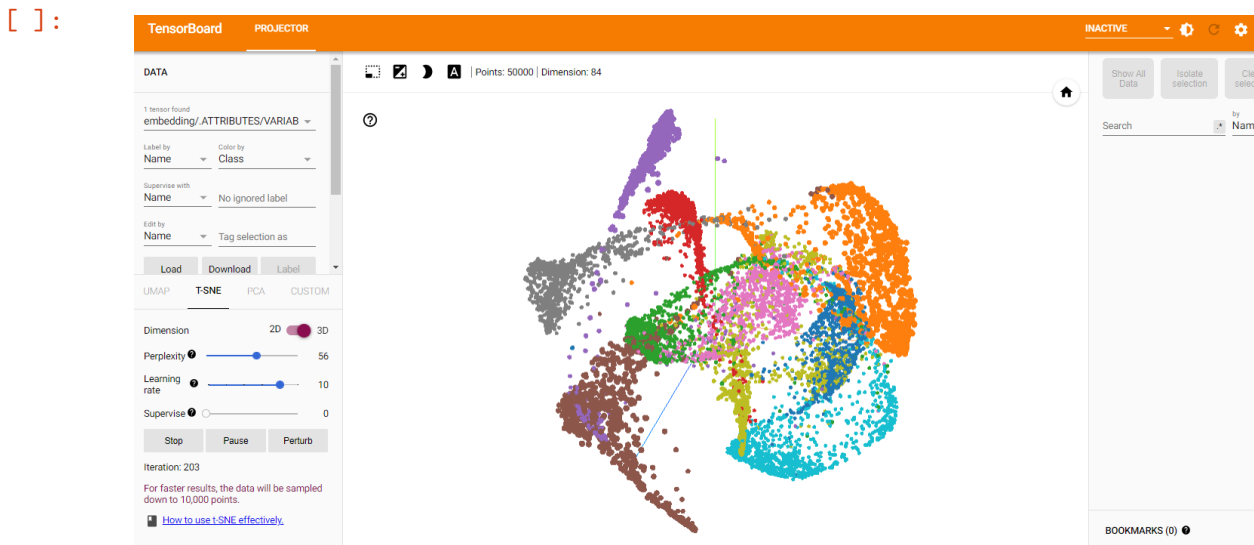 [ ]:
TensorBoard PROJECTOR INACTIVE
DATA
Points: 50000 | Dimension: 84
A
1 tensor found
embedding/.ATTRIBUTES/VARIAB
Label by Color by
Name Class
Supervise with
Name No ignored label
Edit by
Name Tag selection as
Load Download Label
UMAP T-SNE PCA CUSTOM
Dimension 2D 3D
Perplexity ? 56
Learning
rate ? 10
Supervise ? 0
Stop Pause Perturb
Iteration: 203
For faster results, the data will be sampled
down to 10,000 points.
How to use t-SNE effectively.
Show All
Data
Isolate
selection
Cle
selec
Search .* by
Nam
BOOKMARKS (0) ?